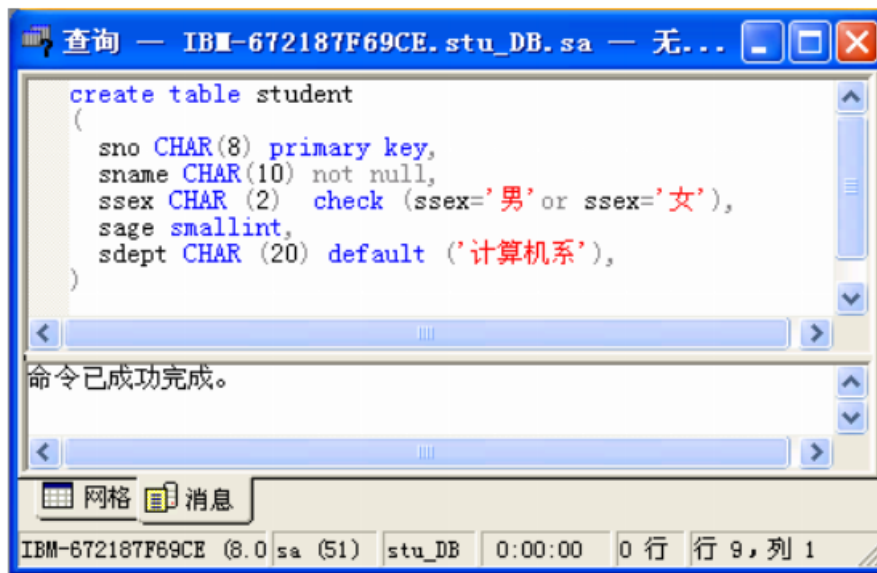 查询 — IBM-672187F69CE.stu_DB.sa — 无...
create table student
(
sno CHAR(8) primary key,
sname CHAR(10) not null,
ssex CHAR (2)  check (ssex='男'or ssex='女'),
sage smallint,
sdept CHAR (20) default ('计算机系'),
)
命令已成功完成。
网格 消息
IBM-672187F69CE (8.0 sa (51) stu_DB 0:00:00 0 行 行 9，列 1